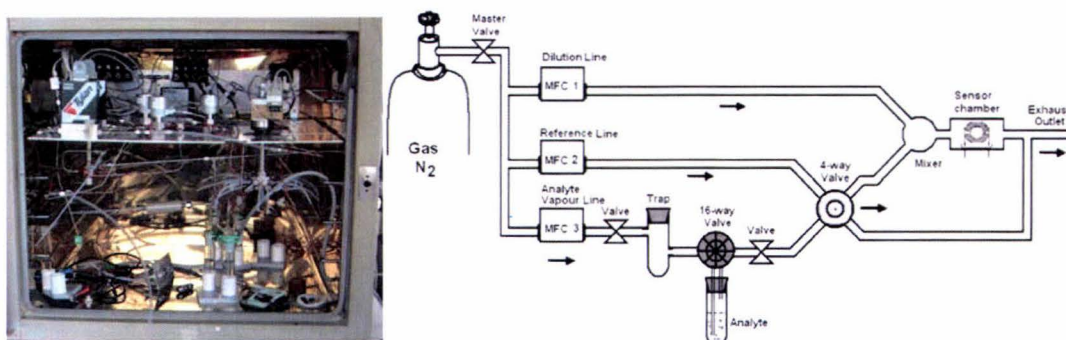 Master
Valve
Dilution Line
MFC 1
Sensor
chamber
Exhaust
Outlet
Gas
N2
Reference Line
MFC 2
4-way
Valve
Mixer
Analyte
Vapour Line
MFC 3
Valve
Trap
16-way
Valve
Valve
Analyte